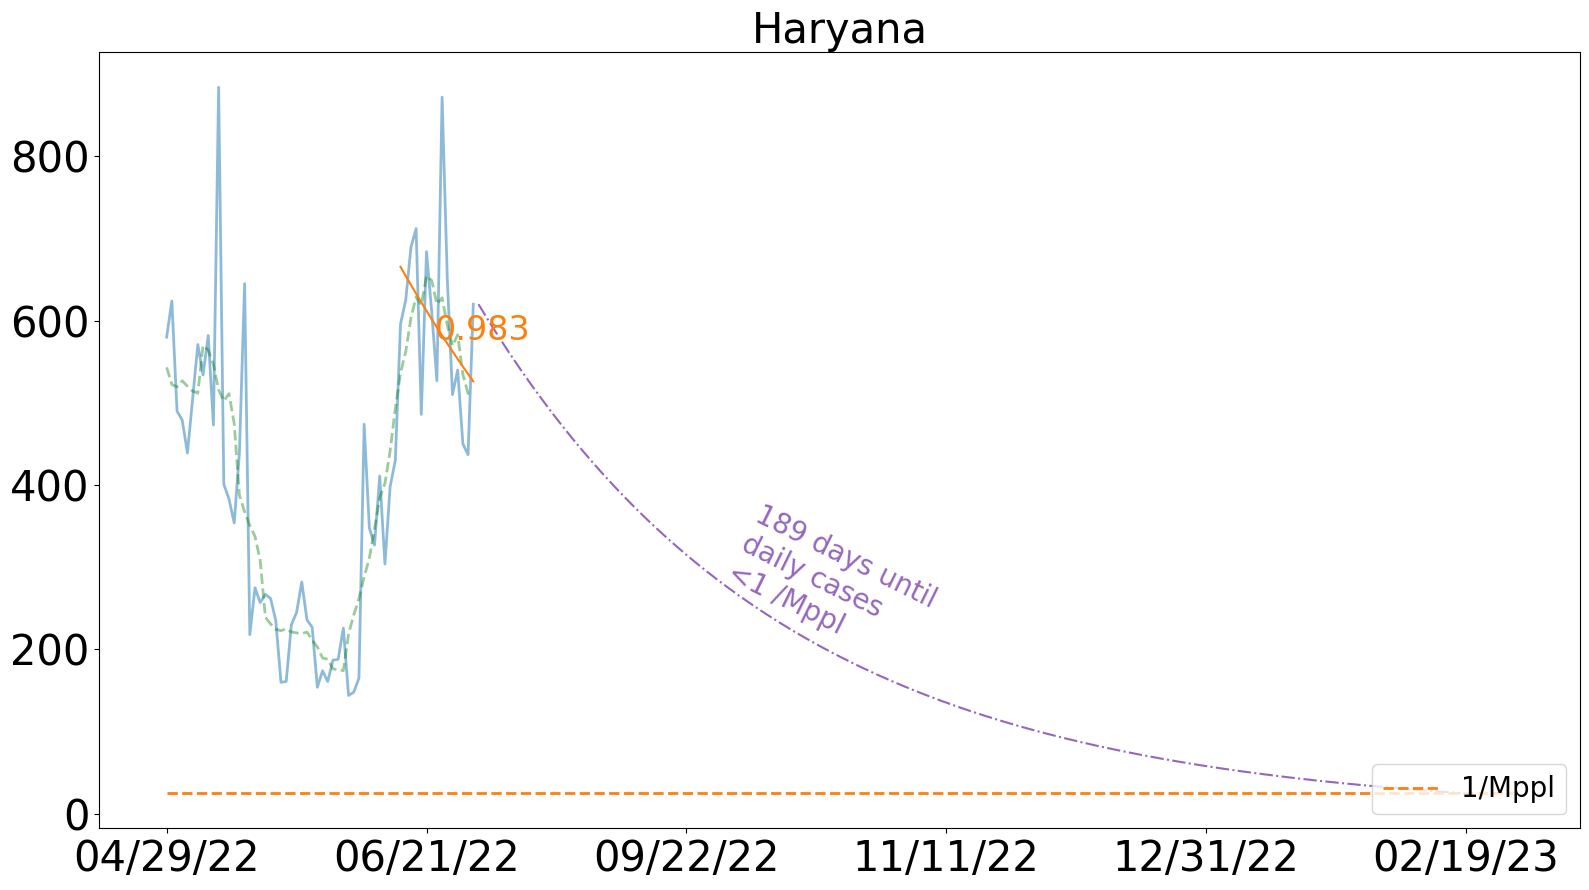 Haryana
800
600
400
200
0
0.983
189 days until
daily cases
<1 /Mppl
1/Mppl
04/29/22 06/21/22 09/22/22 11/11/22 12/31/22 02/19/23